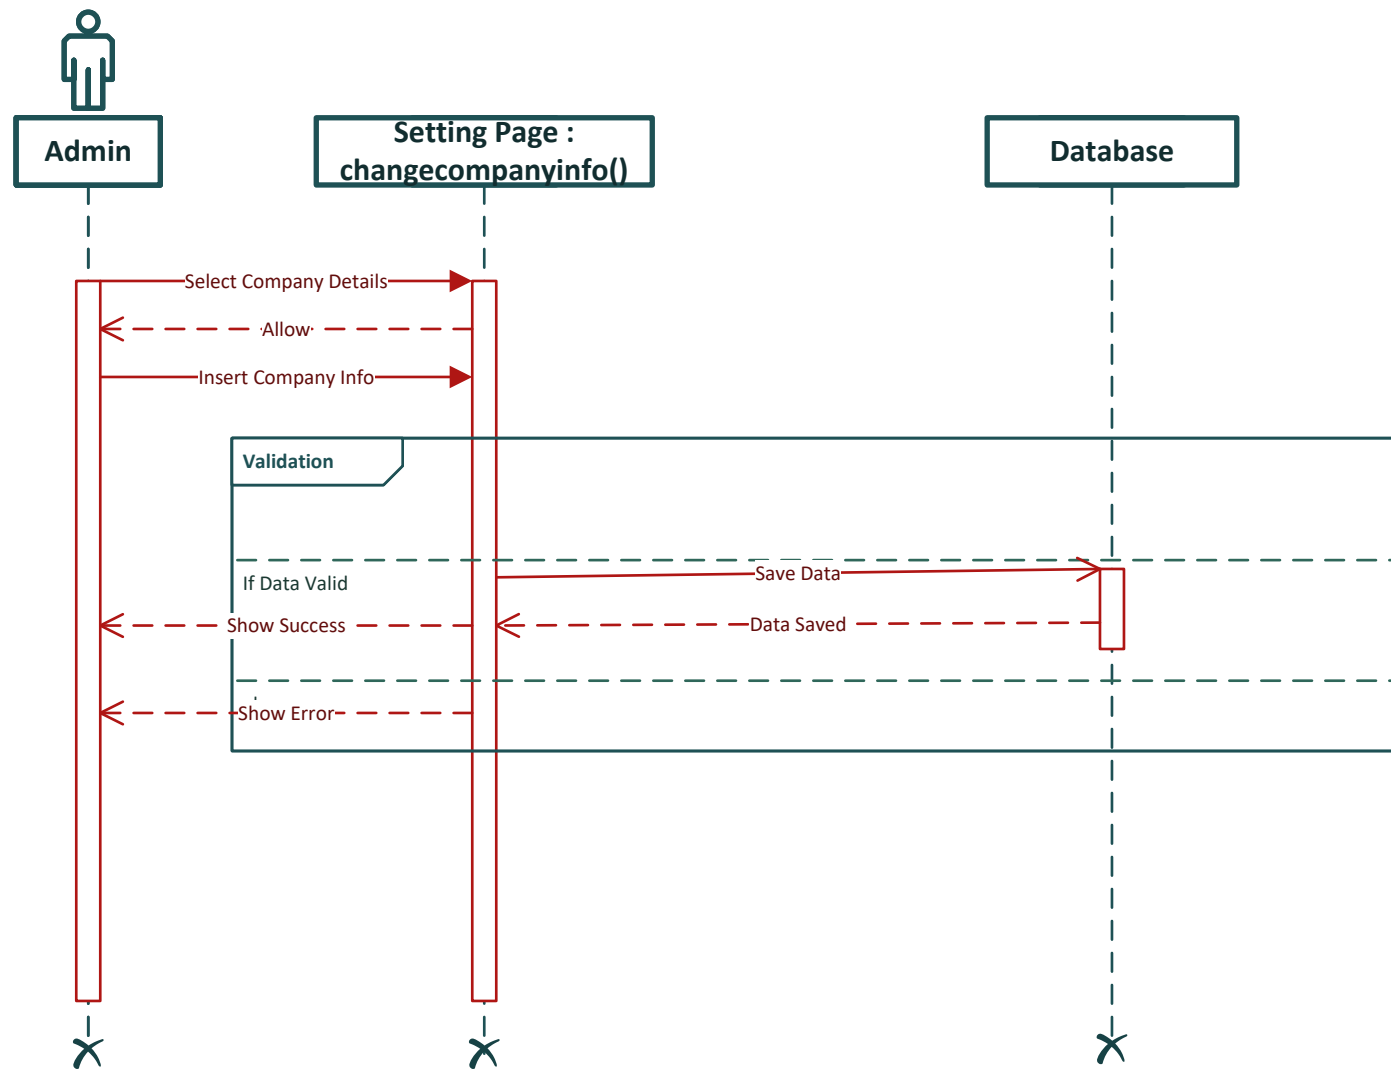 Admin
Setting Page :
changecompanyinfo()
Database
Select Company Details
Allow
Insert Company Info
Validation
If Data Valid
Save Data
Show Success
Data Saved
Show Error